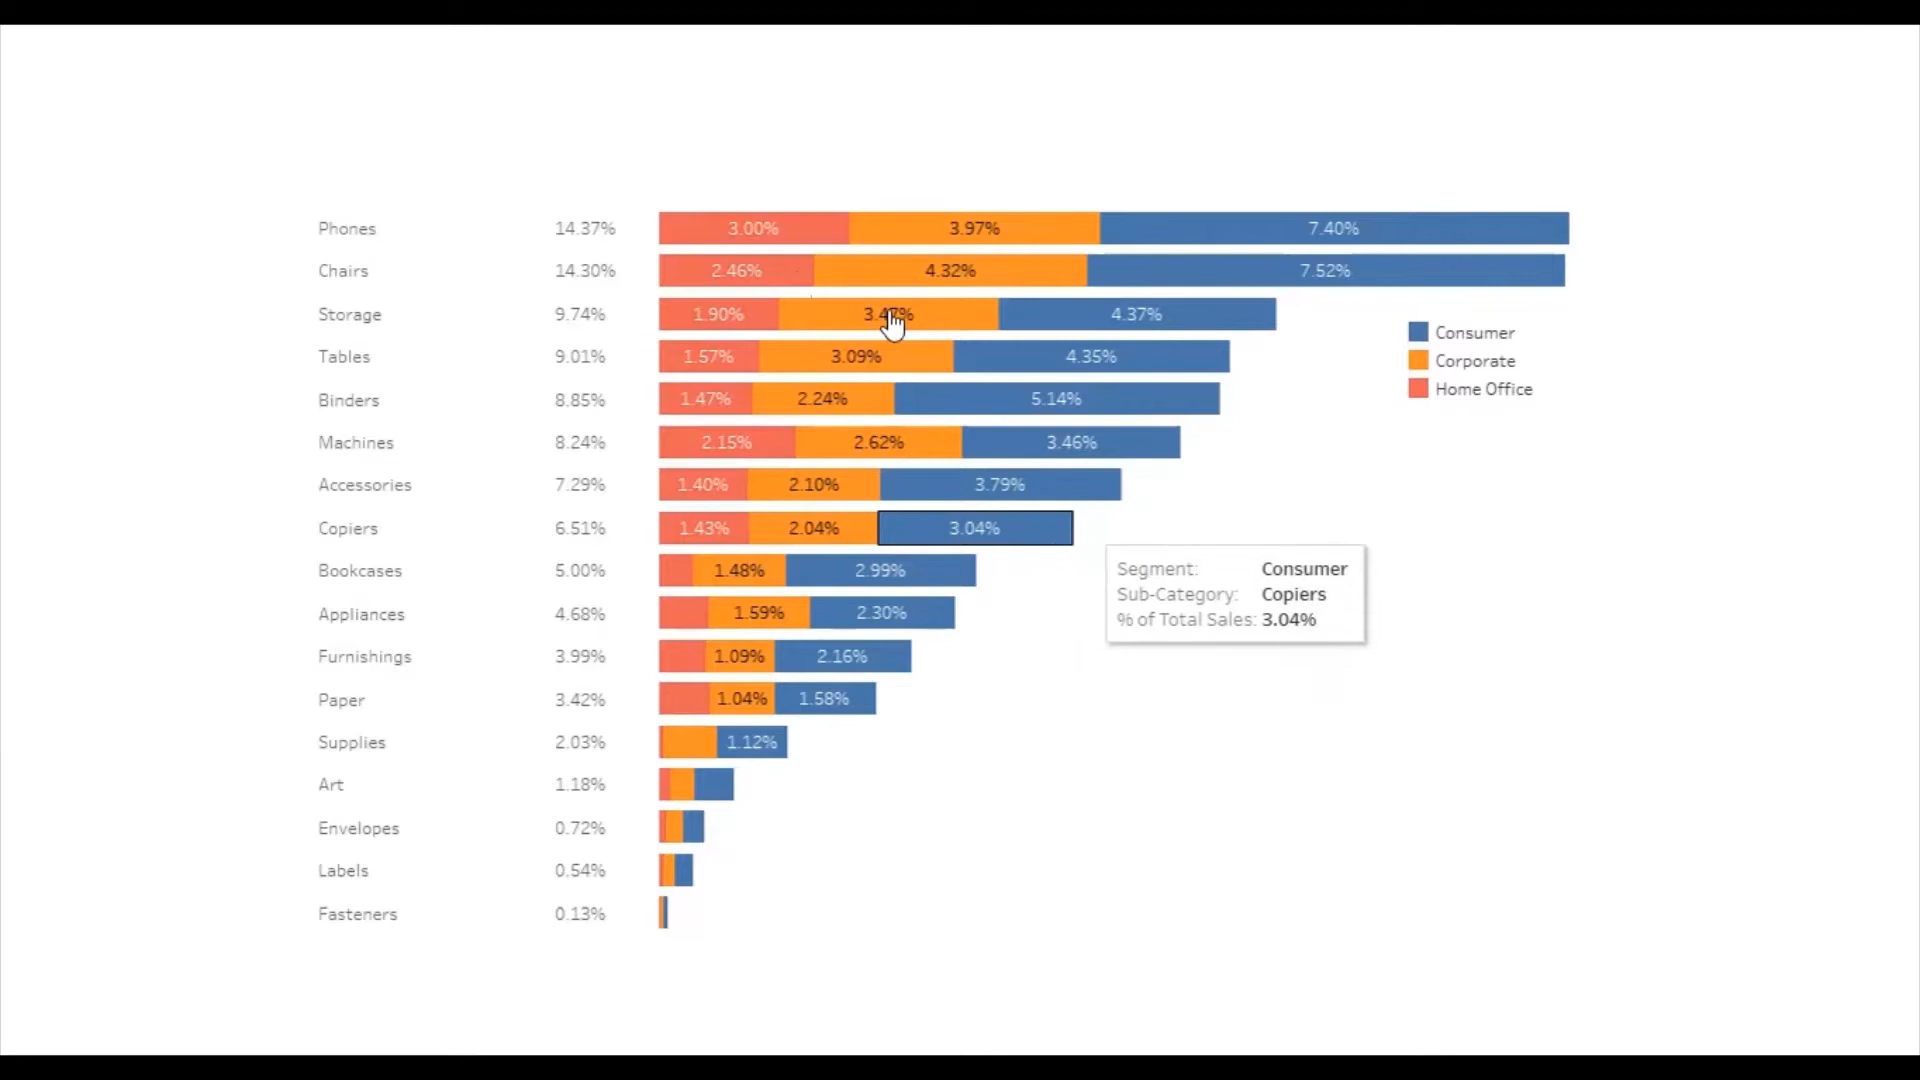 Phones 14.37% 3.00% 3.97% 7.40%
Chairs 14.30% 2.46% 4.32% 7.52%
Storage 9.74% 1.90% 3.47% 4.37%
Consumer
Tables 9.01% 1.57% 3.09% 4.35%
Corporate
Home Office
Binders 8.85% 1.47% 2.24% 5.14%
Machines 8.24% 2.15% 2.62% 3.46%
Accessories 7.29% 1.40% 2.10% 3.79%
Copiers 6.51% 1.43% 2.04% 3.04%
Bookcases 5.00% 1.48% 2.99%
Segment: Consumer
Sub-Category: Copiers
% of Total Sales: 3.04%
Appliances 4.68% 1.59% 2.30%
Furnishings 3.99% 1.09% 2.16%
Paper 3.42% 1.04% 1.58%
Supplies 2.03% 1.12%
Art 1.18%
Envelopes 0.72%
Labels 0.54%
Fasteners 0.13%